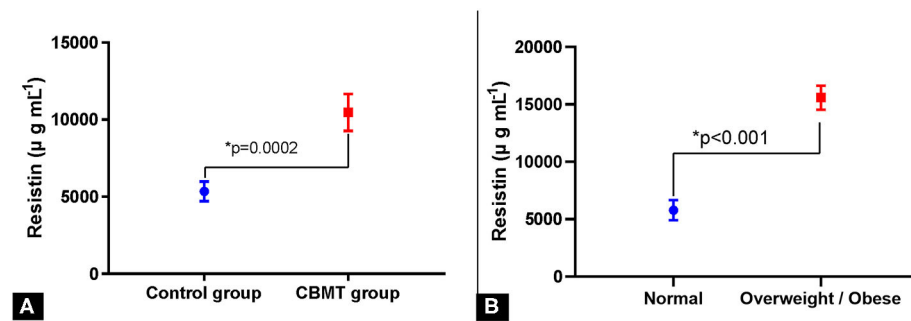 15000
10000
5000
0
Resistin (µ g mL⁻¹)
*p=0.0002
Control group
CBMT group
A
20000
15000
10000
5000
0
Resistin (µ g mL⁻¹)
*p<0.001
Normal
Overweight / Obese
B